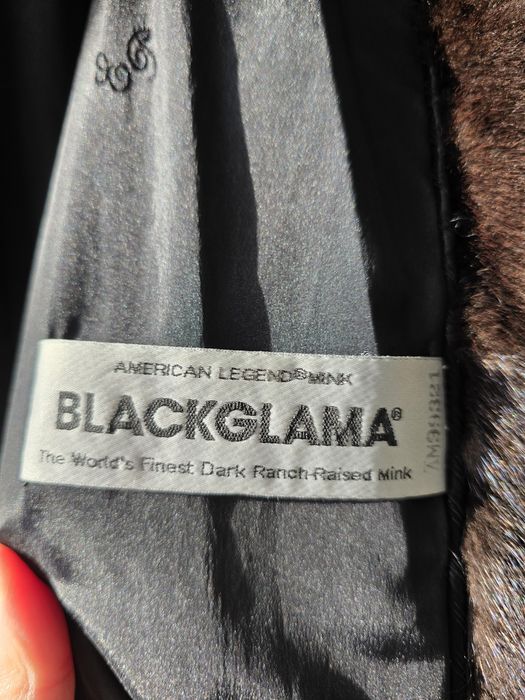 AMERICAN LEGEND®MINK
BLACKGLAMA®
The World's Finest Dark Ranch-Raised Mink